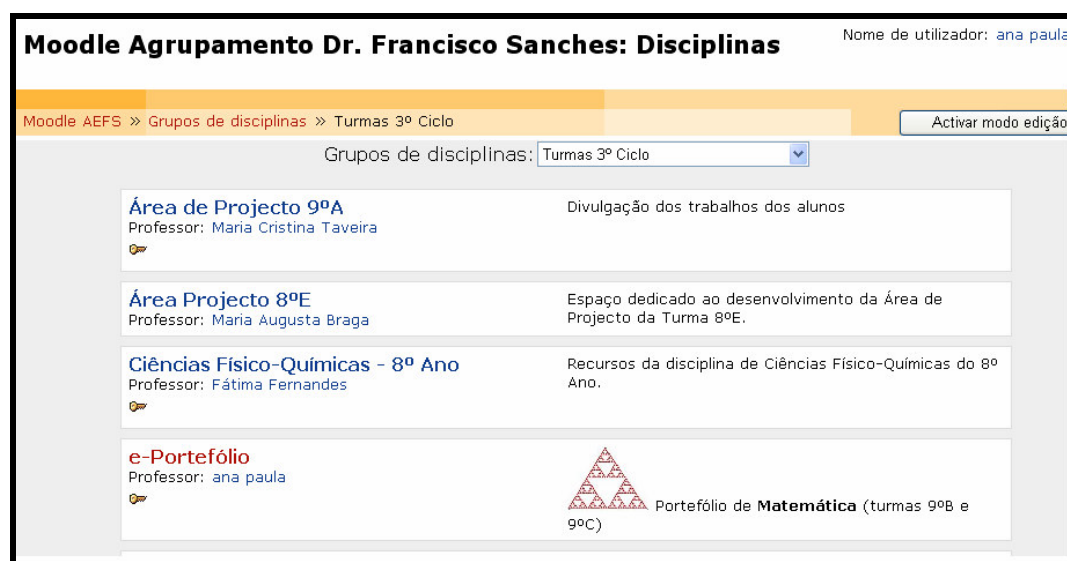 Moodle Agrupamento Dr. Francisco Sanches: Disciplinas
Nome de utilizador: ana paula
Moodle AEFS » Grupos de disciplinas » Turmas 3º Ciclo
Activar modo edição
Grupos de disciplinas: Turmas 3º Ciclo
Área de Projecto 9ºA
Professor: Maria Cristina Taveira
Divulgação dos trabalhos dos alunos
Área Projecto 8ºE
Professor: Maria Augusta Braga
Espaço dedicado ao desenvolvimento da Área de
Projecto da Turma 8ºE.
Ciências Físico-Químicas - 8º Ano
Professor: Fátima Fernandes
Recursos da disciplina de Ciências Físico-Químicas do 8º
Ano.
e-Portefólio
Professor: ana paula
Portefólio de Matemática (turmas 9ºB e
9ºC)